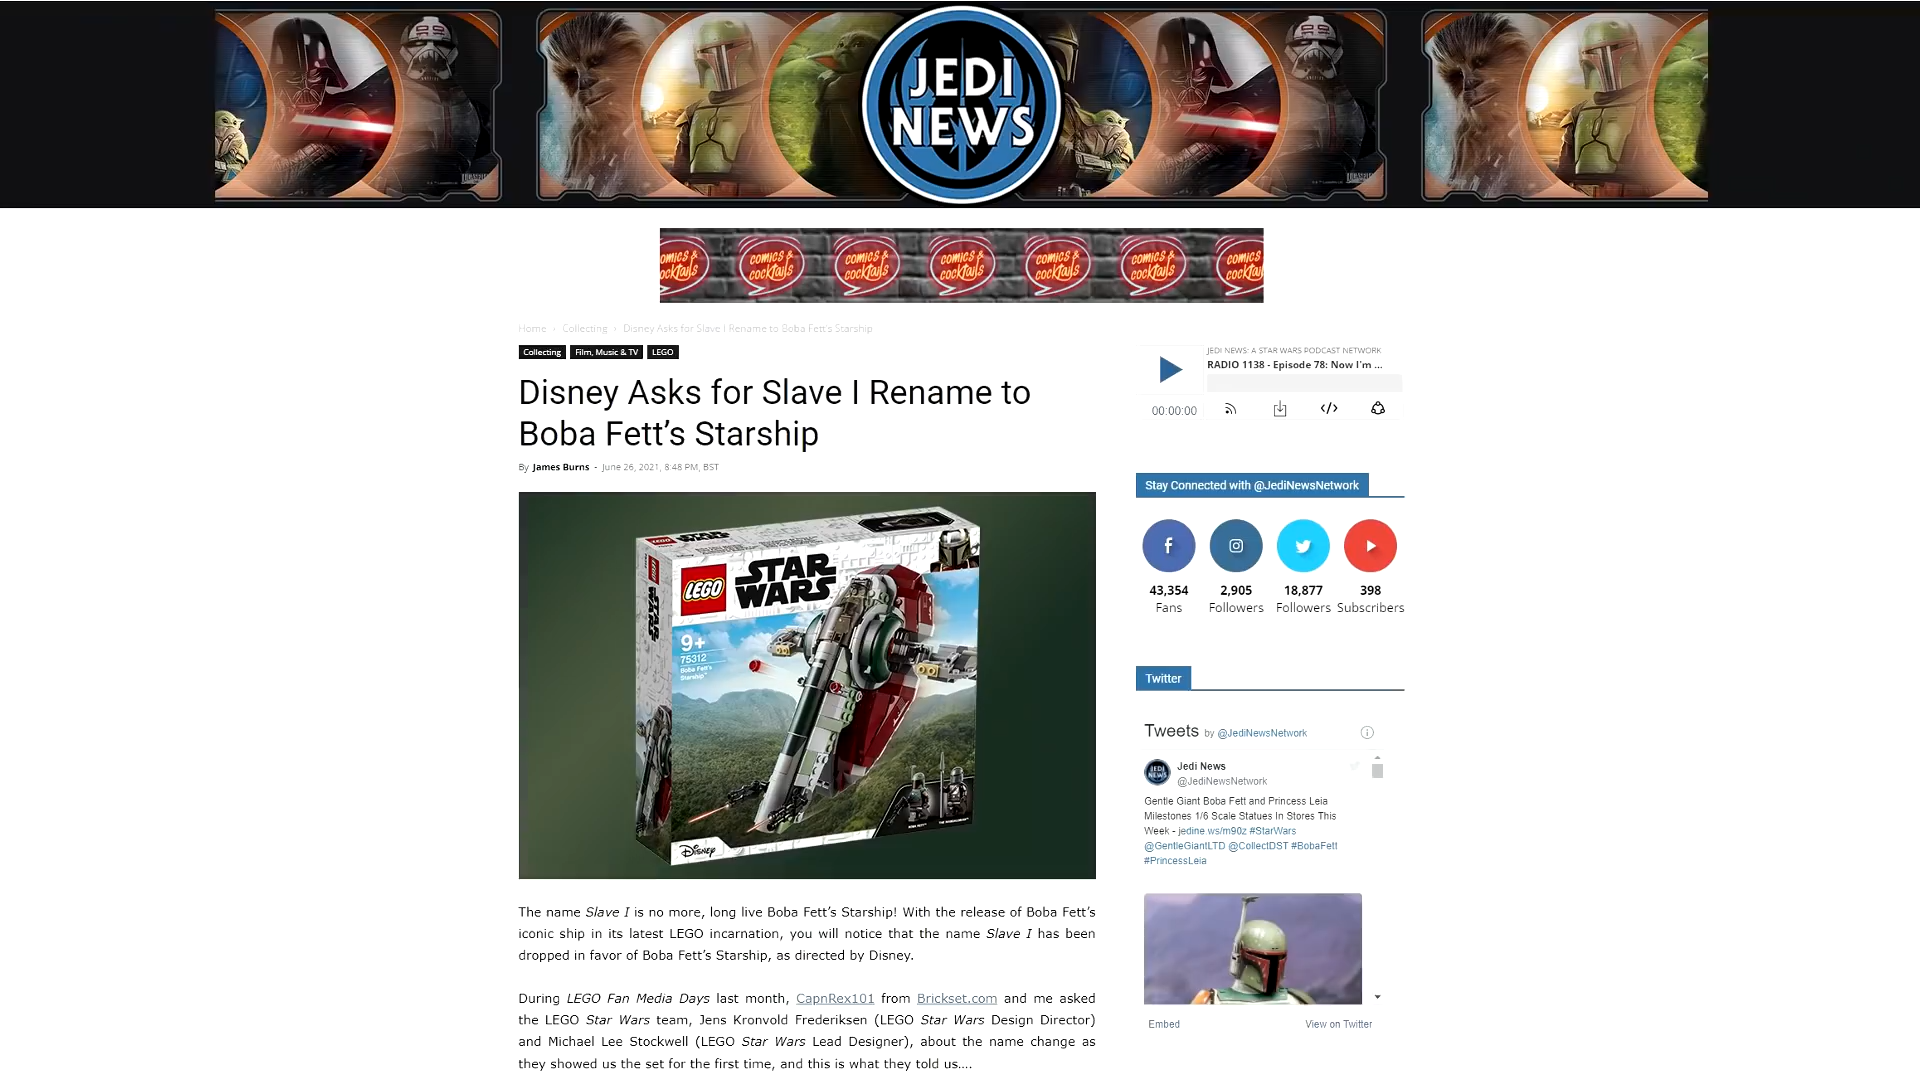 JEDI
NEWS
comics &
cocktails
comics &
cocktails
comics &
cocktails
comics &
cocktails
comics &
cocktails
Home › Collecting › Disney Asks for Slave I Rename to Boba Fett's Starship
Collecting Film, Music & TV LEGO
Disney Asks for Slave I Rename to
Boba Fett’s Starship
By James Burns - June 26, 2021, 8:48 PM, BST
LEGO STAR
WARS
9+
75312
Boba Fett's
Starship™
Disney
The name Slave I is no more, long live Boba Fett’s Starship! With the release of Boba Fett’s
iconic ship in its latest LEGO incarnation, you will notice that the name Slave I has been
dropped in favor of Boba Fett’s Starship, as directed by Disney.
During LEGO Fan Media Days last month, CapnRex101 from Brickset.com and me asked
the LEGO Star Wars team, Jens Kronvold Frederiksen (LEGO Star Wars Design Director)
and Michael Lee Stockwell (LEGO Star Wars Lead Designer), about the name change as
they showed us the set for the first time, and this is what they told us….
JEDI NEWS: A STAR WARS PODCAST NETWORK
RADIO 1138 - Episode 78: Now I'm ...
00:00:00
Stay Connected with @JediNewsNetwork
43,354 2,905 18,877 398
Fans Followers Followers Subscribers
Twitter
Tweets by @JediNewsNetwork
Jedi News
@JediNewsNetwork
Gentle Giant Boba Fett and Princess Leia
Milestones 1/6 Scale Statues In Stores This
Week - jedine.ws/m90z #StarWars
@GentleGiantLTD @CollectDST #BobaFett
#PrincessLeia
Embed View on Twitter